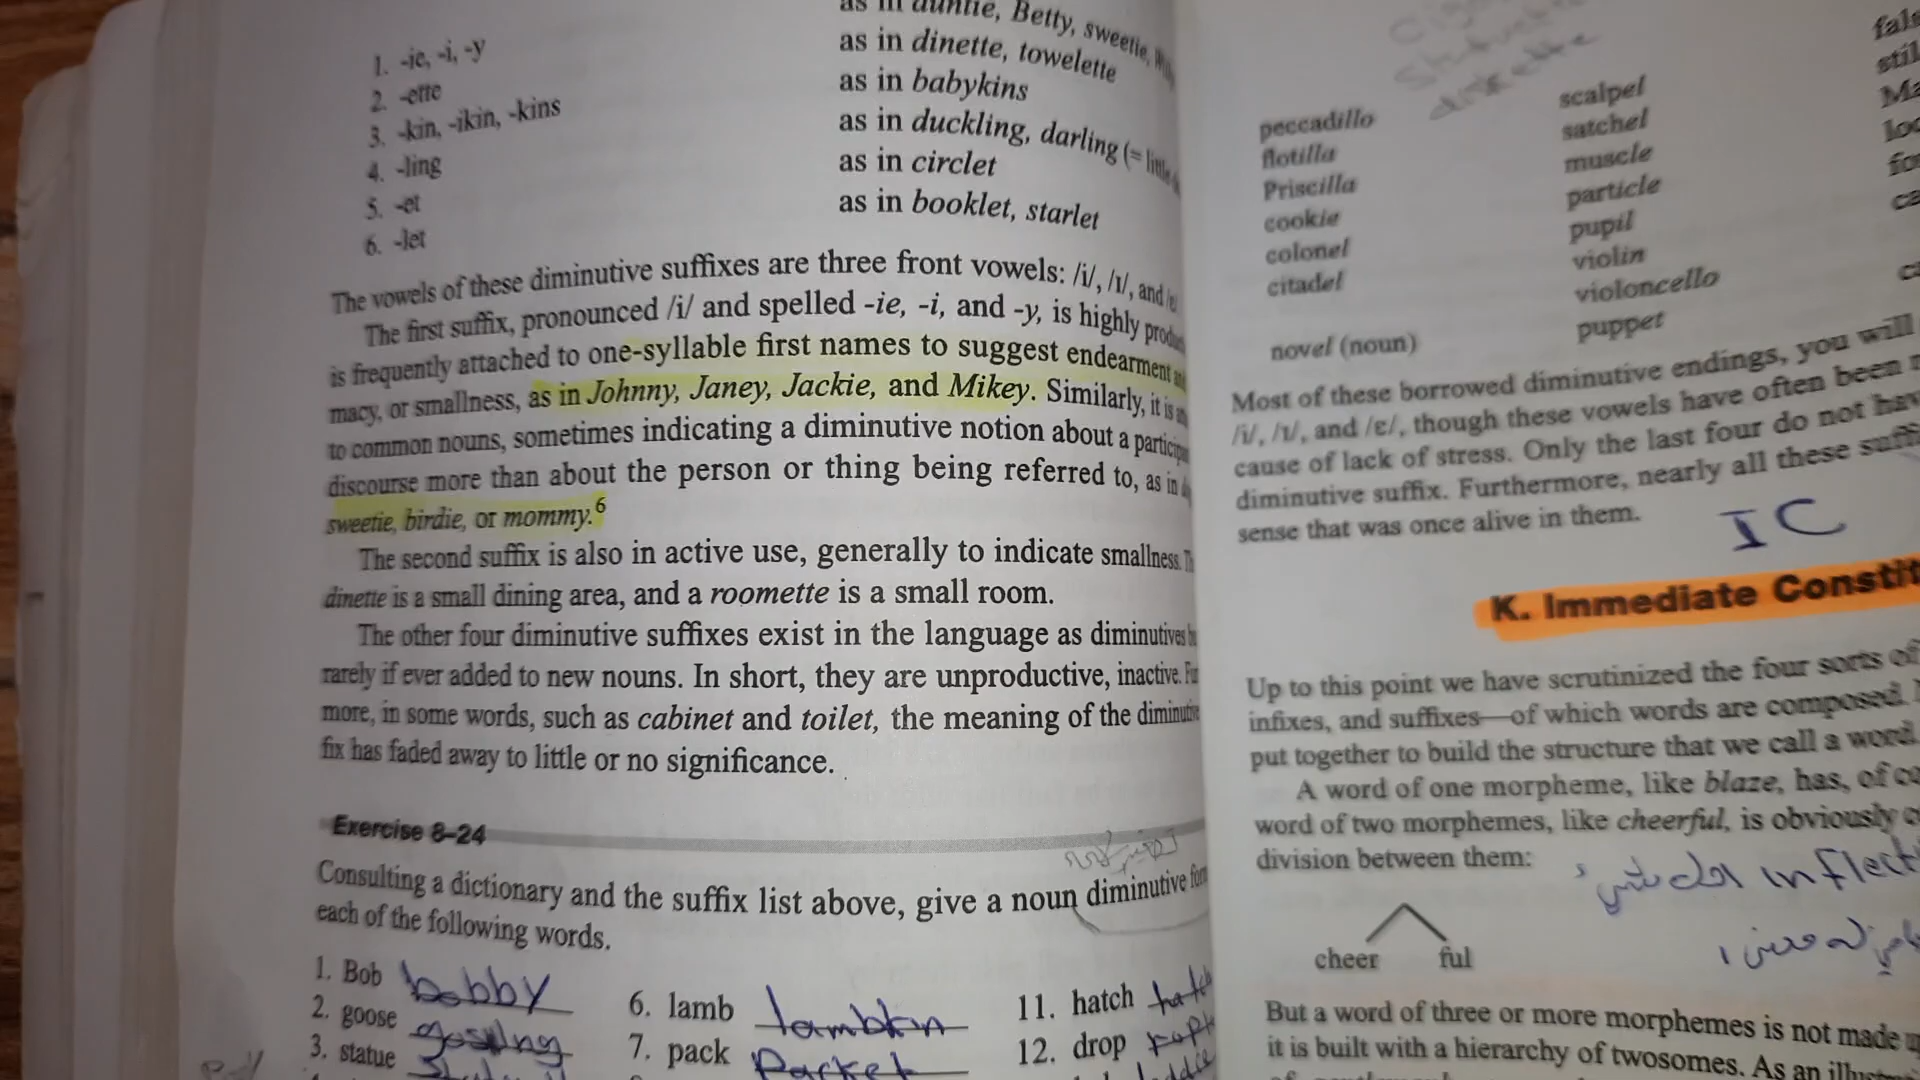 1. -ie, -i, -y
2. -ette
3. -kin, -ikin, -kins
4. -ling
5. -et
6. -let
as in auntie, Betty, sweetie,
as in dinette, towelette
as in babykins
as in duckling, darling (= little
as in circlet
as in booklet, starlet
The vowels of these diminutive suffixes are three front vowels: /i/, /ɪ/, and
The first suffix, pronounced /i/ and spelled -ie, -i, and -y, is highly
is frequently attached to one-syllable first names to suggest endearment
macy, or smallness, as in Johnny, Janey, Jackie, and Mikey. Similarly, it is
to common nouns, sometimes indicating a diminutive notion about a
discourse more than about the person or thing being referred to, as in
sweetie, birdie, or mommy.6
The second suffix is also in active use, generally to indicate smallness.
dinette is a small dining area, and a roomette is a small room.
The other four diminutive suffixes exist in the language as diminutives
rarely if ever added to new nouns. In short, they are unproductive, inactive.
more, in some words, such as cabinet and toilet, the meaning of the
fix has faded away to little or no significance.
Exercise 8–24
Consulting a dictionary and the suffix list above, give a noun diminutive
each of the following words.
1. Bob bobby
2. goose gosling
3. statue
6. lamb lambkin
7. pack Packet
11. hatch
12. drop
peccadillo
flotilla
Priscilla
cookie
colonel
citadel
novel (noun)
scalpel
satchel
muscle
particle
pupil
violin
violoncello
puppet
Most of these borrowed diminutive endings, you will
/i/, /ɪ/, and /ɛ/, though these vowels have often been
cause of lack of stress. Only the last four do not
diminutive suffix. Furthermore, nearly all these
sense that was once alive in them.
IC
K. Immediate
Up to this point we have scrutinized the four sorts of
infixes, and suffixes—of which words are composed.
put together to build the structure that we call a word.
A word of one morpheme, like blaze, has, of
word of two morphemes, like cheerful, is obviously
division between them:
cheer ful
But a word of three or more morphemes is not made
it is built with a hierarchy of twosomes. As an